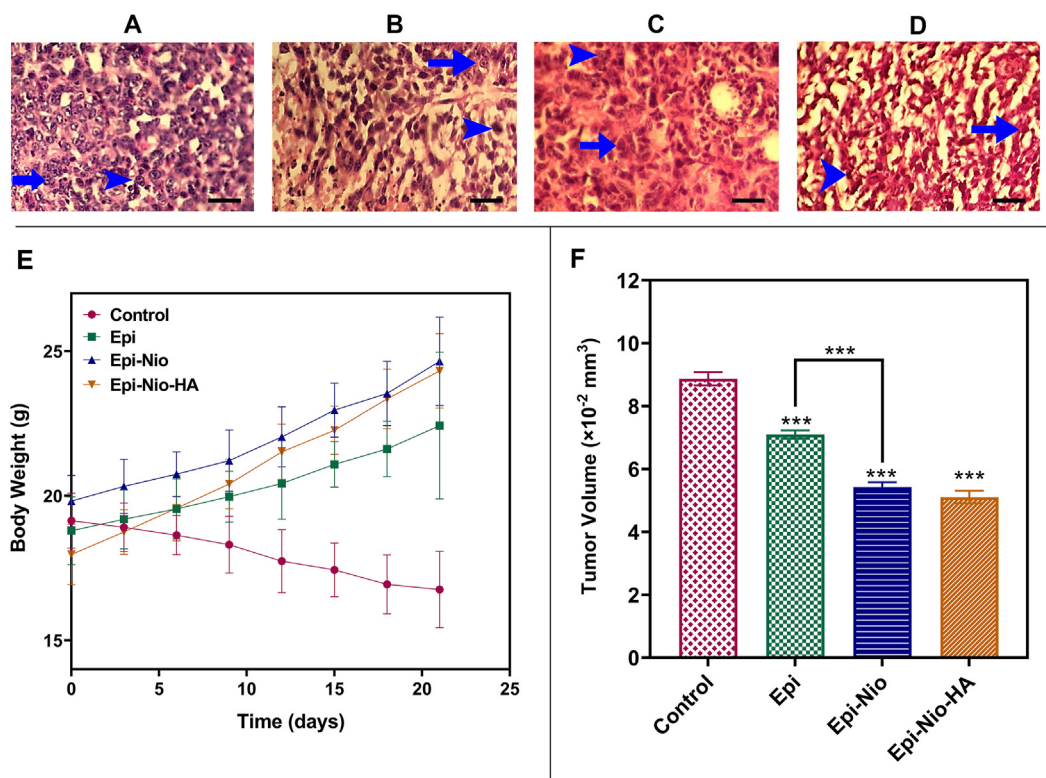 A
B
C
D
E
Control
Epi
Epi-Nio
Epi-Nio-HA
Body Weight (g)
25
20
15
0
5
10
15
20
25
Time (days)
F
Tumor Volume (×10⁻² mm³)
12
10
8
6
4
2
0
***
***
***
***
Control
Epi
Epi-Nio
Epi-Nio-HA